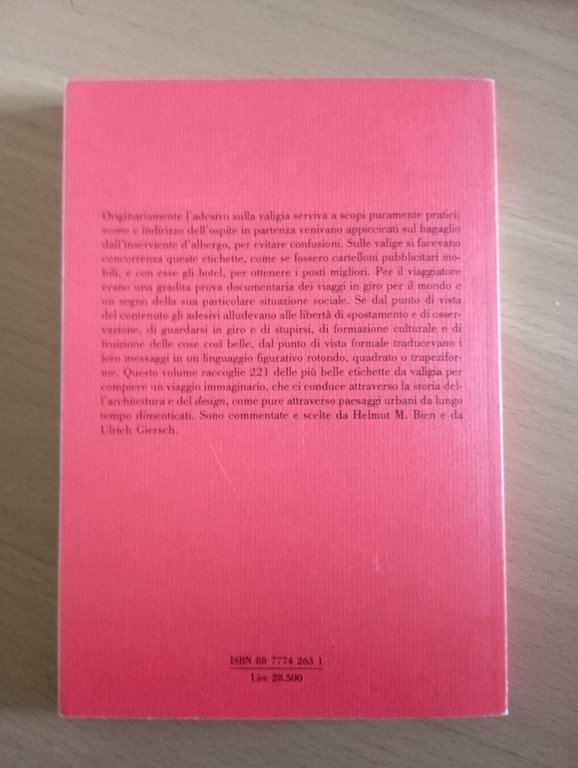 Originariamente l'adesivo sulla valigia serviva a scopi puramente pratici;
nome e indirizzo dell'ospite in partenza venivano appiccicati sul bagaglio
dall'inserviente d'albergo, per evitare confusioni. Sulle valige si facevano
concorrenza queste etichette, come se fossero cartelloni pubblicitari mo-
bili, e con esse gli hotel, per ottenere i posti migliori. Per il viaggiatore
erano una gradita prova documentaria dei viaggi in giro per il mondo e
un segno della sua particolare situazione sociale. Se dal punto di vista
del contenuto gli adesivi alludevano alle libertà di spostamento e di osser-
vazione, di guardarsi in giro e di stupirsi, di formazione culturale e di
fruizione delle cose così belle, dal punto di vista formale traducevano i
loro messaggi in un linguaggio figurativo rotondo, quadrato o trapezifor-
me. Questo volume raccoglie 221 delle più belle etichette da valigia per
compiere un viaggio immaginario, che ci conduce attraverso la storia del-
l'architettura e del design, come pure attraverso paesaggi urbani da lungo
tempo dimenticati. Sono commentate e scelte da Helmut M. Bien e da
Ulrich Giersch.
ISBN 88 7774 263 1
Lire 28.500